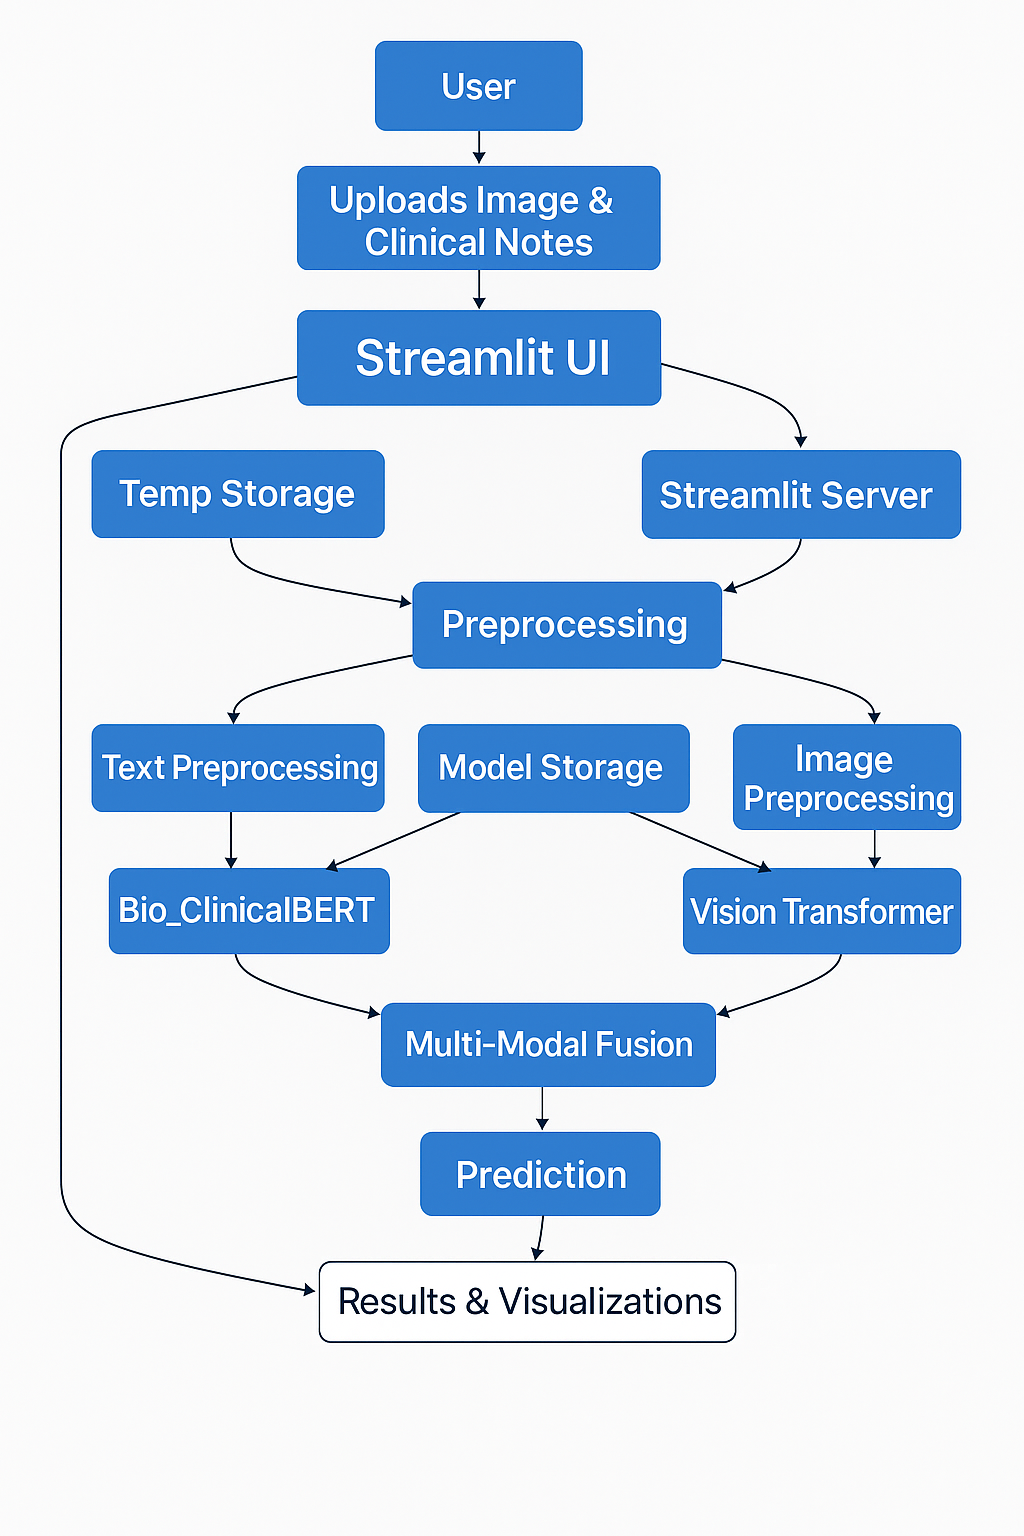 User
Uploads Image &
Clinical Notes
Streamlit UI
Temp Storage
Streamlit Server
Preprocessing
Text Preprocessing
Model Storage
Image
Preprocessing
Bio_ClinicalBERT
Vision Transformer
Multi-Modal Fusion
Prediction
Results & Visualizations